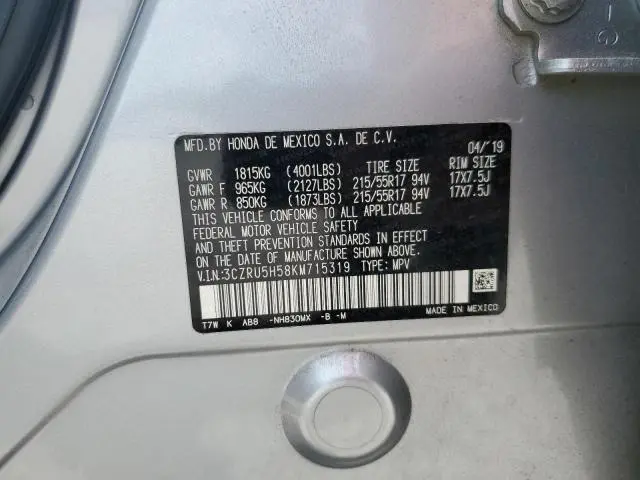 MFD.BY HONDA DE MEXICO S.A. DE C.V. 04/'19
GVWR 1815KG (4001LBS) TIRE SIZE RIM SIZE
GAWR F 965KG (2127LBS) 215/55R17 94V 17X7.5J
GAWR R 850KG (1873LBS) 215/55R17 94V 17X7.5J
THIS VEHICLE CONFORMS TO ALL APPLICABLE
FEDERAL MOTOR VEHICLE SAFETY
AND THEFT PREVENTION STANDARDS IN EFFECT
ON THE DATE OF MANUFACTURE SHOWN ABOVE.
V.I.N:3CZRU5H58KM715319 TYPE: MPV
T7W K AB8 -NH830MX -B -M
MADE IN MEXICO